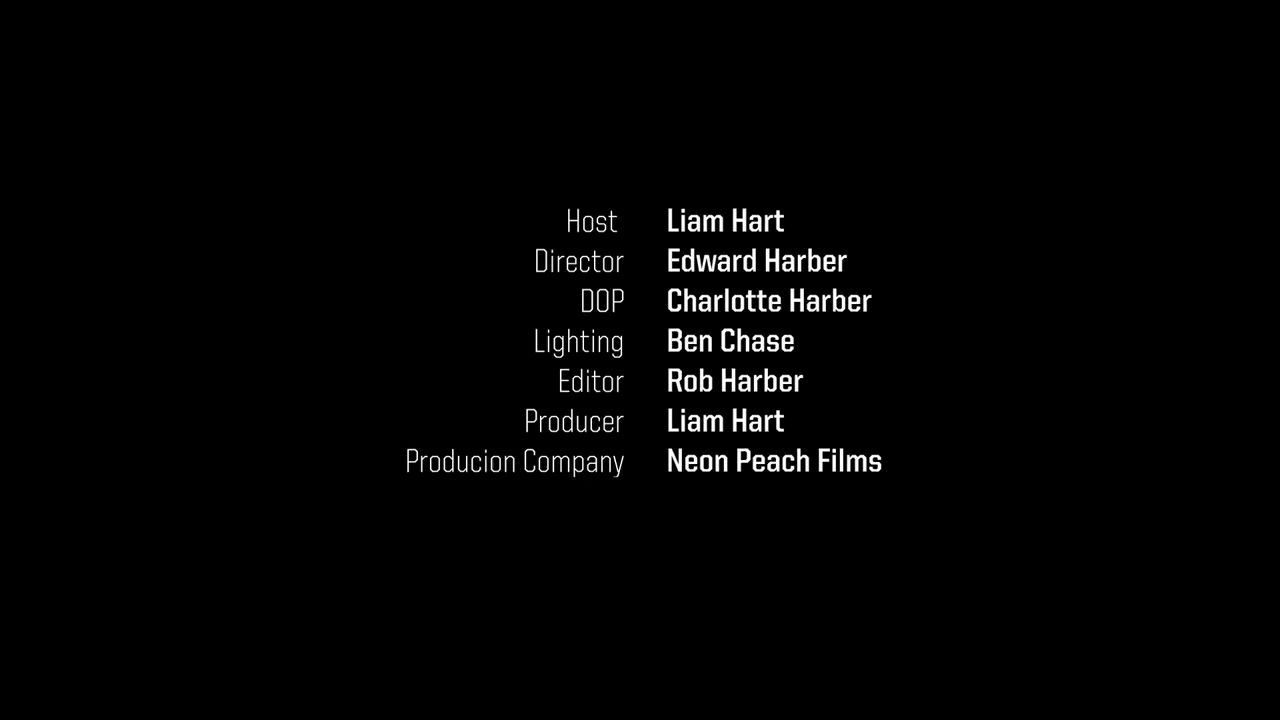 Host Liam Hart
Director Edward Harber
DOP Charlotte Harber
Lighting Ben Chase
Editor Rob Harber
Producer Liam Hart
Producion Company Neon Peach Films